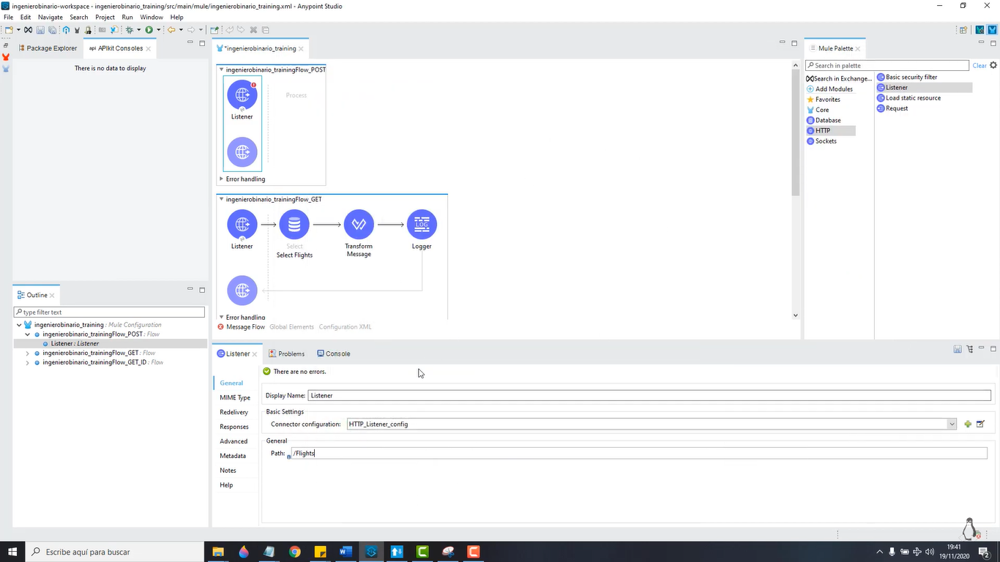 ingenierobinario-workspace - ingenierobinario_training/src/main/mule/ingenierobinario_training.xml - Anypoint Studio
File Edit Navigate Search Project Run Window Help
Package Explorer
api APIkit Consoles
There is no data to display
*ingenierobinario_training
ingenierobinario_trainingFlow_POST
Process
Listener
Error handling
ingenierobinario_trainingFlow_GET
Listener
Select
Select Flights
Transform
Message
LOG
Logger
Error handling
Message Flow Global Elements Configuration XML
Mule Palette
Search in palette
Clear
Search in Exchange...
Add Modules
Favorites
Core
Database
HTTP
Sockets
Basic security filter
Listener
Load static resource
Request
Outline
type filter text
ingenierobinario_training : Mule Configuration
ingenierobinario_trainingFlow_POST : Flow
Listener : Listener
ingenierobinario_trainingFlow_GET : Flow
ingenierobinario_trainingFlow_GET_ID : Flow
Listener
Problems
Console
There are no errors.
General
MIME Type
Redelivery
Responses
Advanced
Metadata
Notes
Help
Display Name: Listener
Basic Settings
Connector configuration: HTTP_Listener_config
General
Path: /Flights
Escribe aquí para buscar
19:41
19/11/2020
2